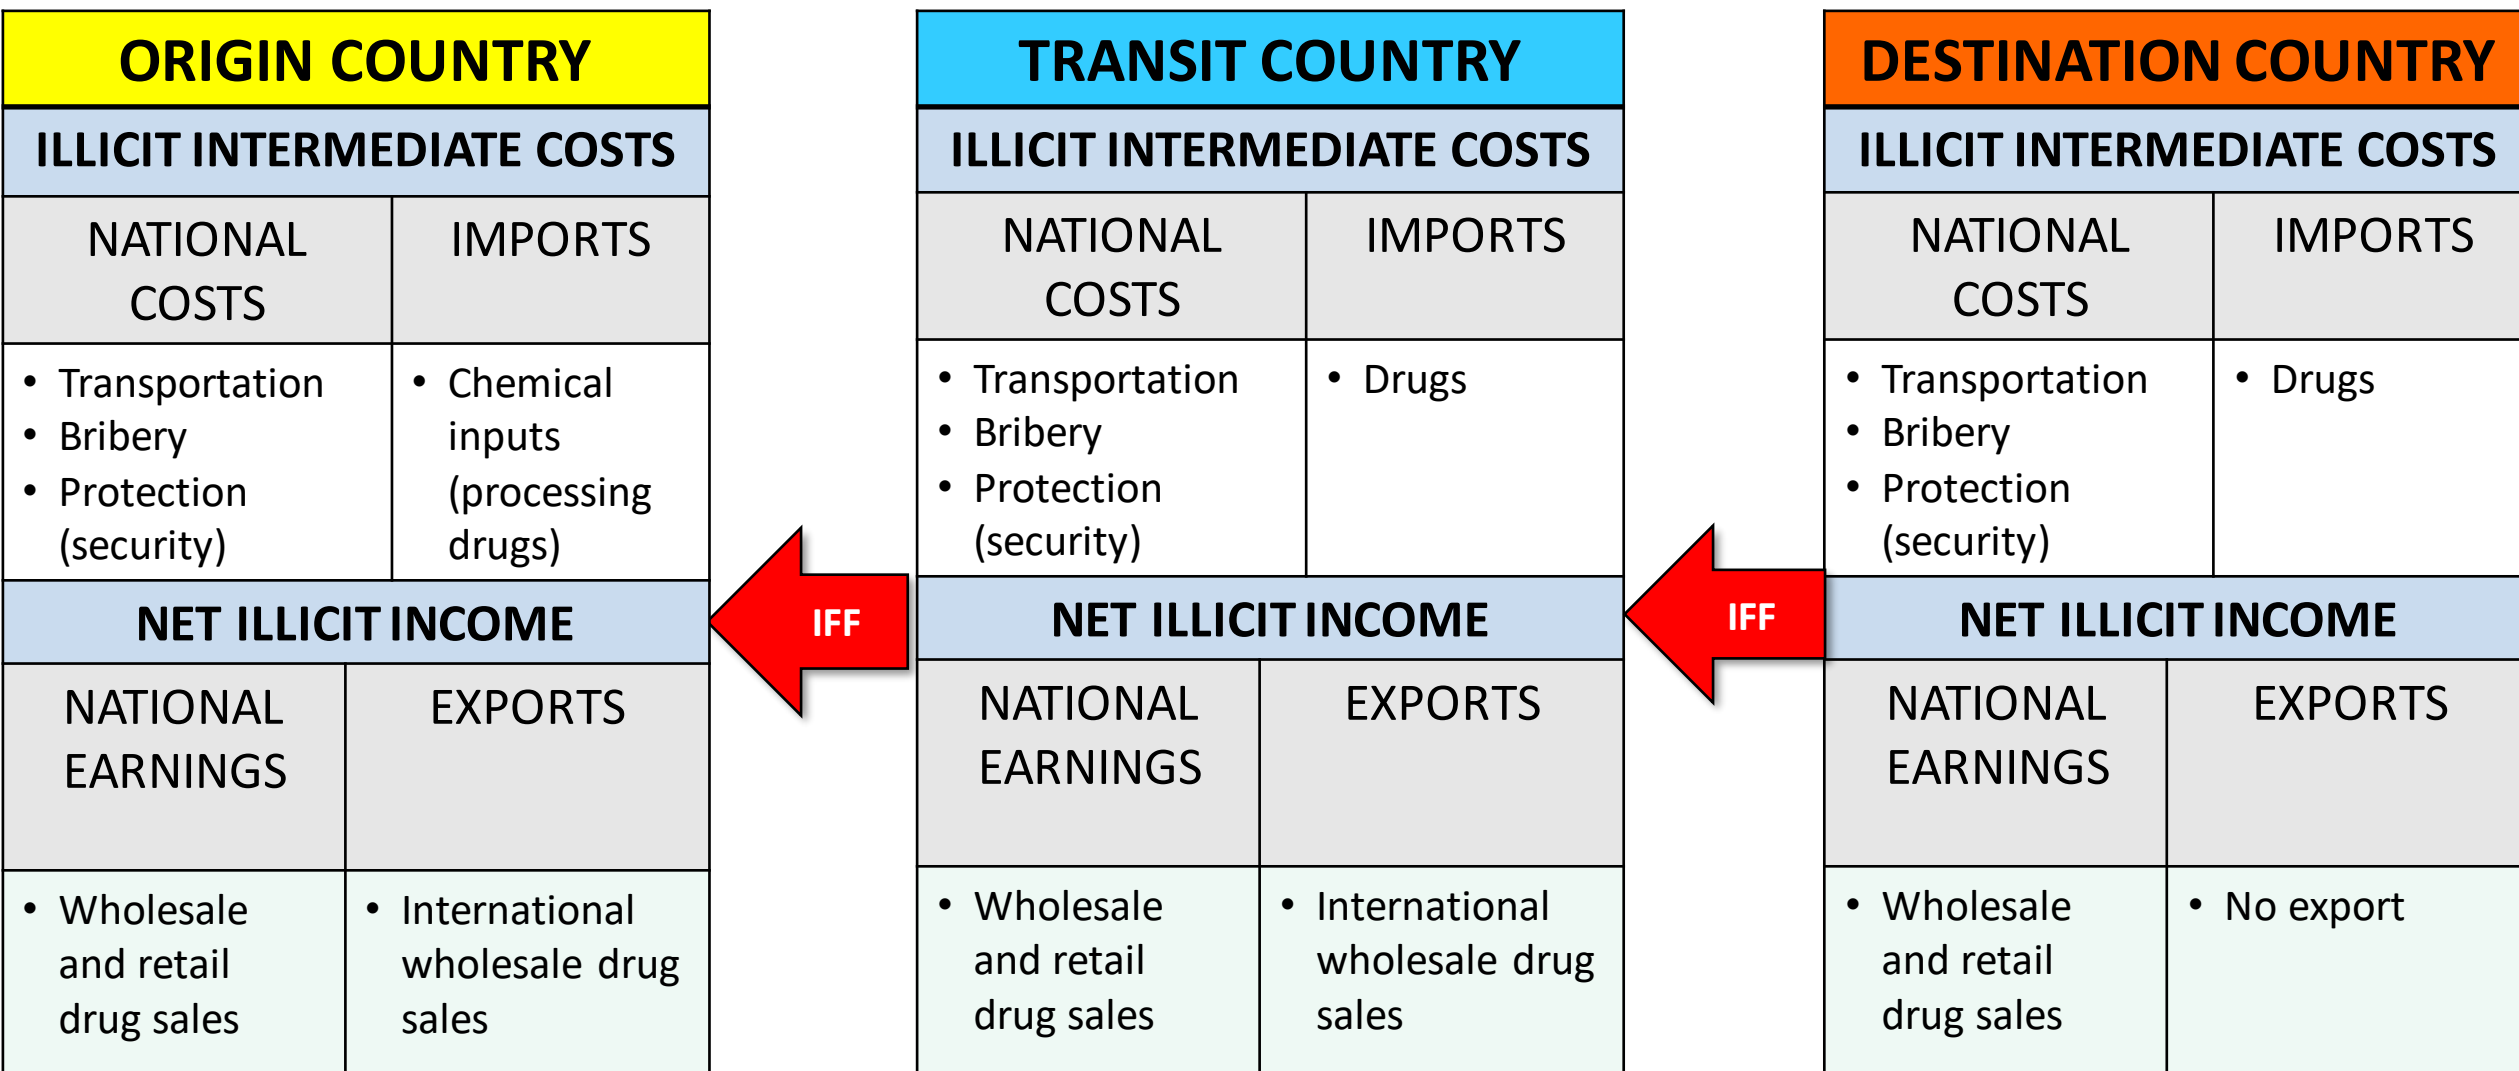 ORIGIN COUNTRY
ILLICIT INTERMEDIATE COSTS
NATIONAL
COSTS
IMPORTS
• Transportation
• Bribery
• Protection
(security)
• Chemical
inputs
(processing
drugs)
NET ILLICIT INCOME
NATIONAL
EARNINGS
EXPORTS
• Wholesale
and retail
drug sales
• International
wholesale drug
sales
IFF
TRANSIT COUNTRY
ILLICIT INTERMEDIATE COSTS
NATIONAL
COSTS
IMPORTS
• Transportation
• Bribery
• Protection
(security)
• Drugs
NET ILLICIT INCOME
NATIONAL
EARNINGS
EXPORTS
• Wholesale
and retail
drug sales
• International
wholesale drug
sales
IFF
DESTINATION COUNTRY
ILLICIT INTERMEDIATE COSTS
NATIONAL
COSTS
IMPORTS
• Transportation
• Bribery
• Protection
(security)
• Drugs
NET ILLICIT INCOME
NATIONAL
EARNINGS
EXPORTS
• Wholesale
and retail
drug sales
• No export